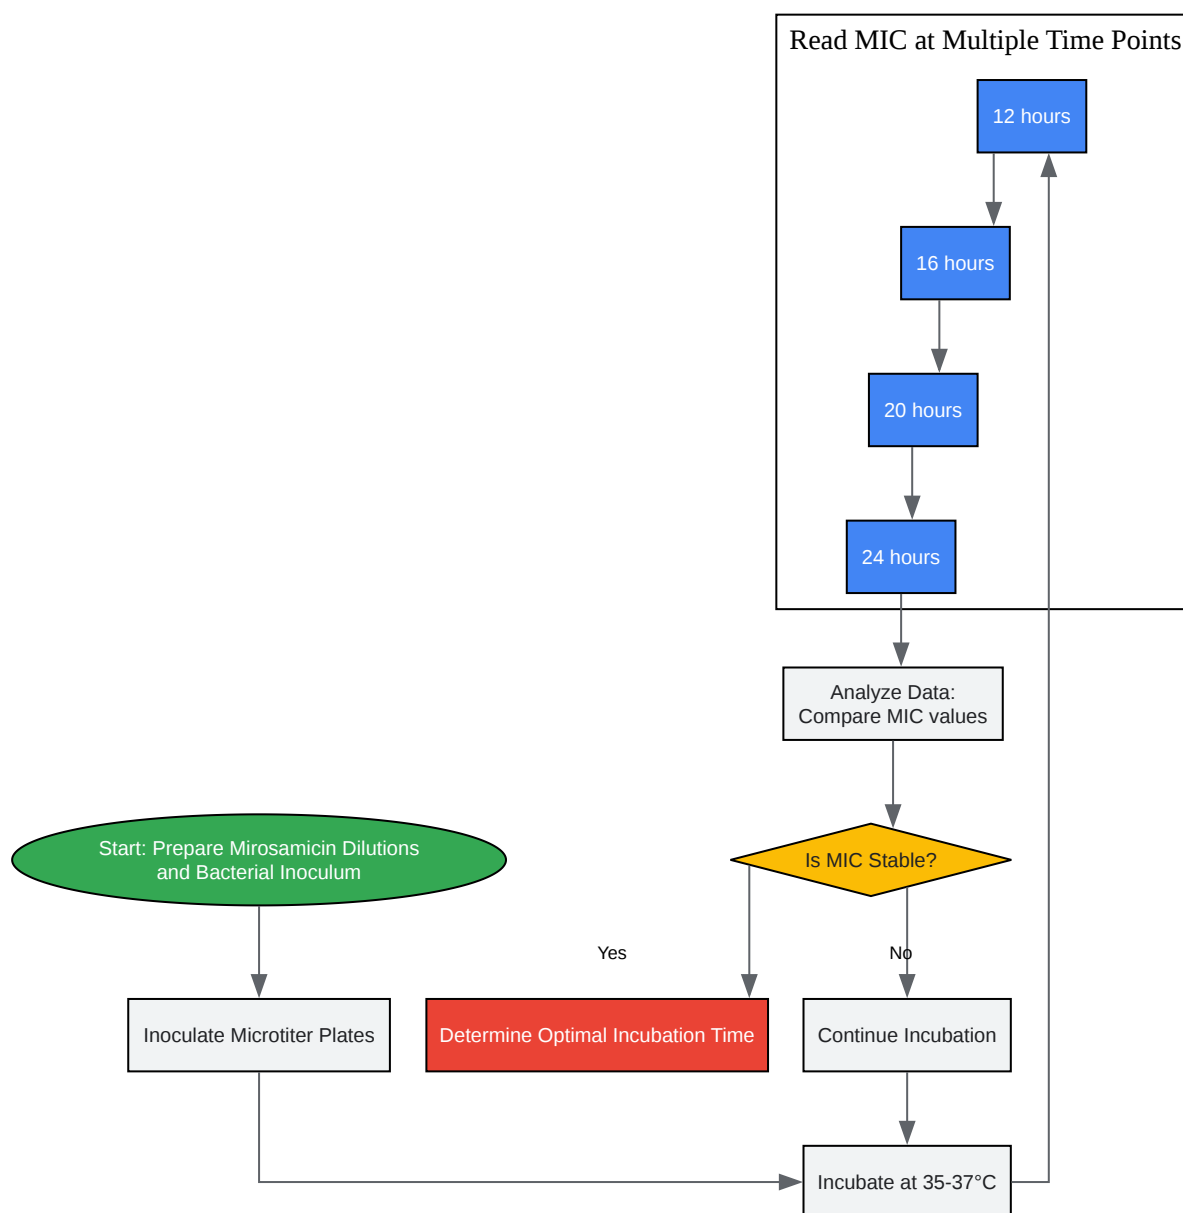 Read MIC at Multiple Time Points
12 hours
16 hours
20 hours
24 hours
Analyze Data:
Compare MIC values
Is MIC Stable?
Start: Prepare Mirosamicin Dilutions
and Bacterial Inoculum
Yes
No
Inoculate Microtiter Plates
Determine Optimal Incubation Time
Continue Incubation
Incubate at 35-37°C